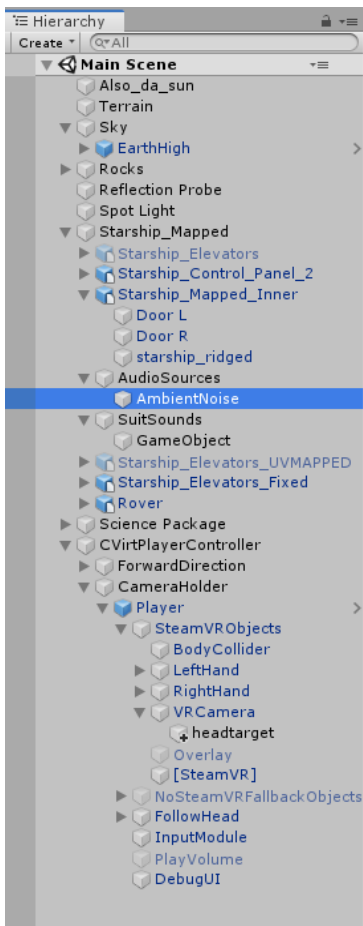 Hierarchy
Create
All
Main Scene
Also_da_sun
Terrain
Sky
EarthHigh
Rocks
Reflection Probe
Spot Light
Starship_Mapped
Starship_Elevators
Starship_Control_Panel_2
Starship_Mapped_Inner
Door L
Door R
starship_ridged
AudioSources
AmbientNoise
SuitSounds
GameObject
Starship_Elevators_UVMAPPED
Starship_Elevators_Fixed
Rover
Science Package
CVirtPlayerController
ForwardDirection
CameraHolder
Player
SteamVRObjects
BodyCollider
LeftHand
RightHand
VRCamera
headtarget
Overlay
[SteamVR]
NoSteamVRFallbackObjects
FollowHead
InputModule
PlayVolume
DebugUI